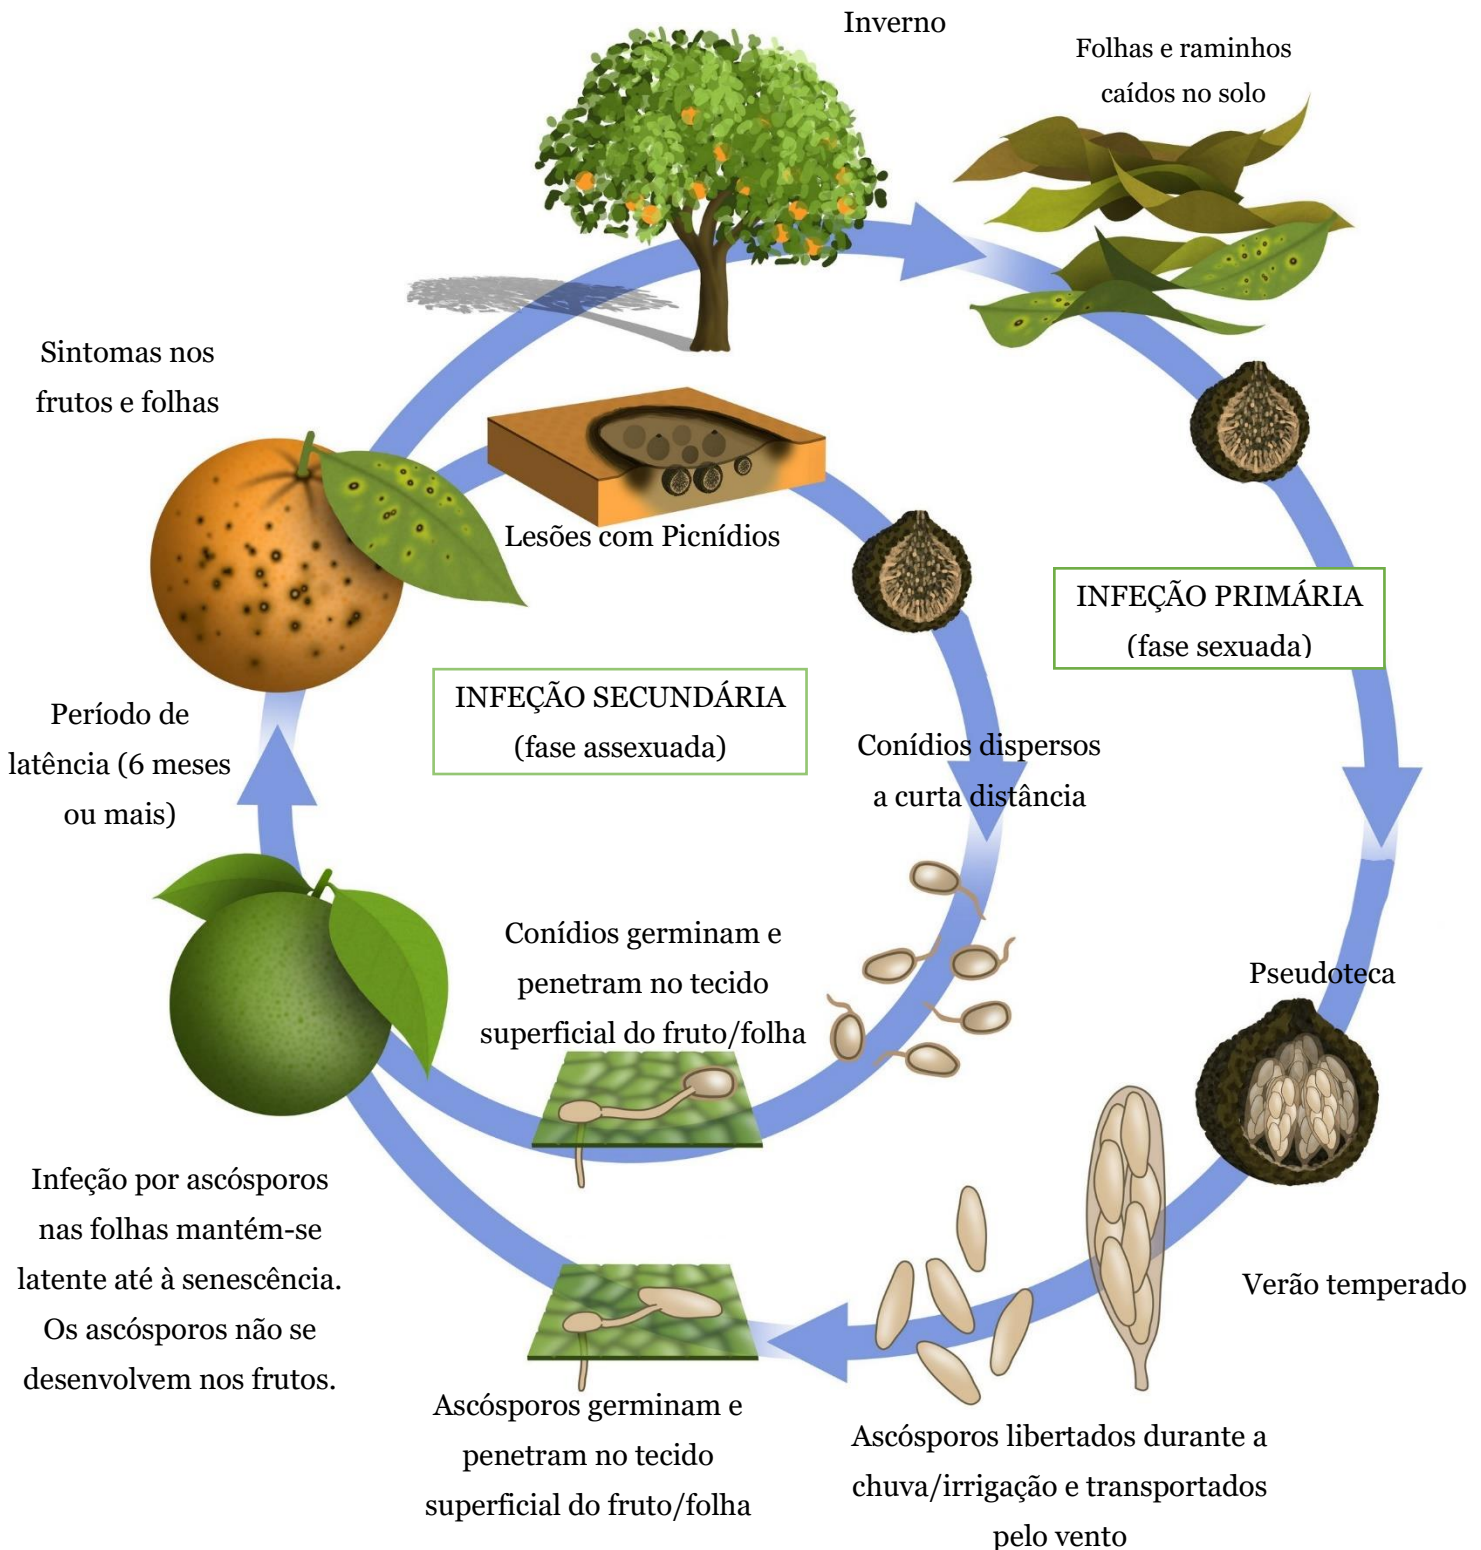 Inverno
Folhas e raminhos
caídos no solo
Sintomas nos
frutos e folhas
Lesões com Picnídios
INFEÇÃO PRIMÁRIA
(fase sexuada)
INFEÇÃO SECUNDÁRIA
(fase assexuada)
Período de
latência (6 meses
ou mais)
Conídios dispersos
a curta distância
Conídios germinam e
penetram no tecido
superficial do fruto/folha
Pseudoteca
Infeção por ascósporos
nas folhas mantém-se
latente até à senescência.
Os ascósporos não se
desenvolvem nos frutos.
Verão temperado
Ascósporos germinam e
penetram no tecido
superficial do fruto/folha
Ascósporos libertados durante a
chuva/irrigação e transportados
pelo vento